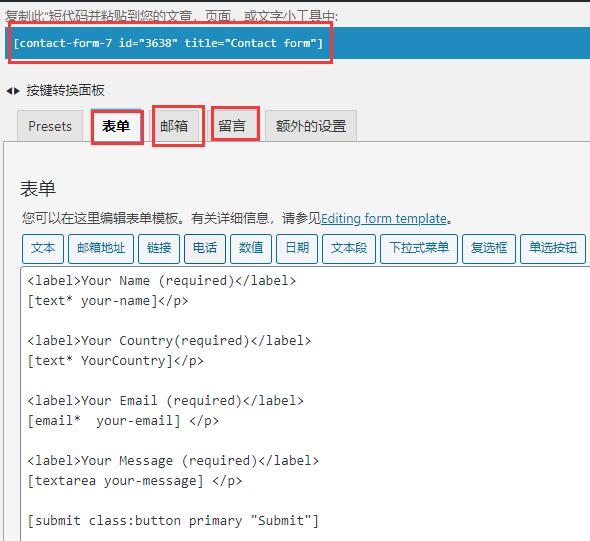 复制此"短代码并粘贴到您的文章，页面，或文字小工具中:
[contact-form-7 id="3638" title="Contact form"]
按键转换面板
Presets 表单 邮箱 留言 额外的设置
表单
您可以在这里编辑表单模板。有关详细信息，请参见Editing form template。
文本 邮箱地址 链接 电话 数值 日期 文本段 下拉式菜单 复选框 单选按钮
<label>Your Name (required)</label>
[text* your-name]</p>
<label>Your Country(required)</label>
[text* YourCountry]</p>
<label>Your Email (required)</label>
[email*  your-email] </p>
<label>Your Message (required)</label>
[textarea your-message] </p>
[submit class:button primary "Submit"]